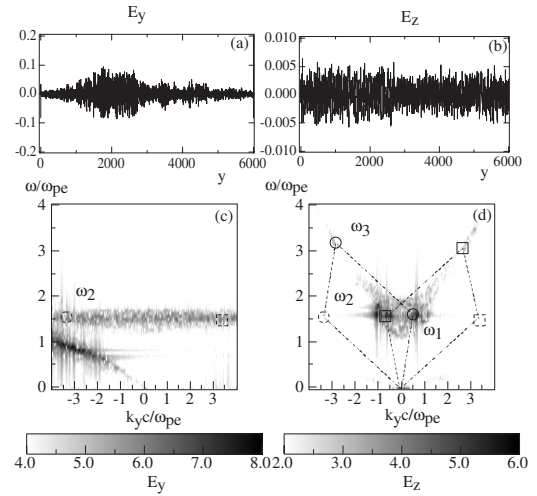 E_y E_z
0.2 (a) 0.010 (b)
0.1 0.005
0.0 0.000
-0.1 -0.005
-0.2 -0.010
0 2000 4000 6000 0 2000 4000 6000
y y
ω/ω_pe ω/ω_pe
4 (c) 4 (d)
3 3 ω_3
2 ω_2 2 ω_2 ω_1
1 1
0 0
-3 -2 -1 0 1 2 3 -3 -2 -1 0 1 2 3
k_yc/ω_pe k_yc/ω_pe
4.0 5.0 6.0 7.0 8.0 2.0 3.0 4.0 5.0 6.0
E_y E_z